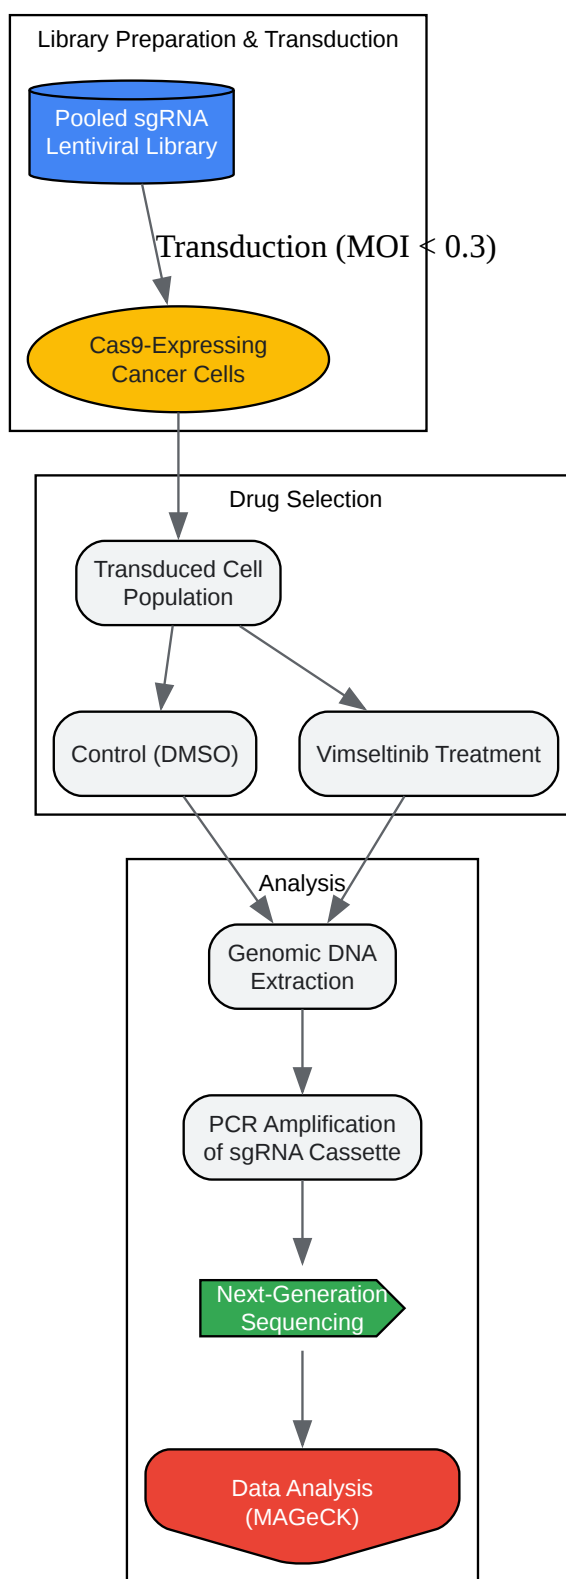 Library Preparation & Transduction
Pooled sgRNA
Lentiviral Library
Transduction (MOI < 0.3)
Cas9-Expressing
Cancer Cells
Drug Selection
Transduced Cell
Population
Control (DMSO)
Vimseltinib Treatment
Analysis
Genomic DNA
Extraction
PCR Amplification
of sgRNA Cassette
Next-Generation
Sequencing
Data Analysis
(MAGeCK)